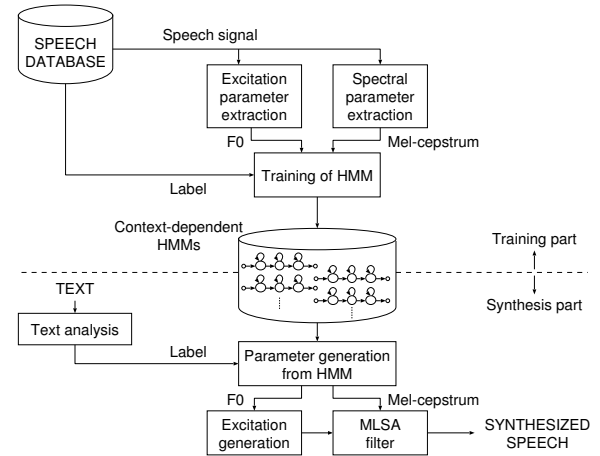 SPEECH
DATABASE
Speech signal
Excitation
parameter
extraction
Spectral
parameter
extraction
F0
Mel-cepstrum
Training of HMM
Label
Context-dependent
HMMs
Training part
Synthesis part
TEXT
Text analysis
Label
Parameter generation
from HMM
F0
Mel-cepstrum
Excitation
generation
MLSA
filter
SYNTHESIZED
SPEECH